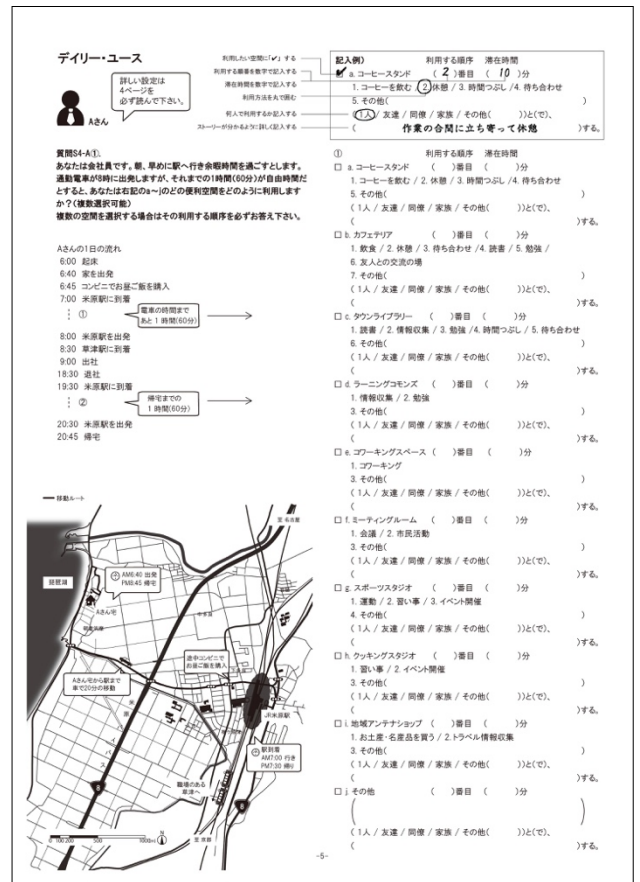 デイリー・ユース
詳しい設定は
4ページを
必ず読んで下さい。
Aさん
利用したい空間に「✔」する
利用する順番を数字で記入する
滞在時間を数字で記入する
利用方法を丸で囲む
何人で利用するか記入する
ストーリーが分かるように詳しく記入する
記入例) 利用する順序 滞在時間
✔ a. コーヒースタンド ( 2 )番目 ( 10 )分
1. コーヒーを飲む / 2. 休憩 / 3. 時間つぶし / 4. 待ち合わせ
5. その他( )
( 1人 / 友達 / 同僚 / 家族 / その他( ))と(で)、
( 作業の合間に立ち寄って休憩 )する。
質問S4-A①.
あなたは会社員です。朝、早めに駅へ行き余暇時間を過ごすとします。
通勤電車が8時に出発しますが、それまでの1時間(60分)が自由時間だ
とすると、あなたは右記のa~jのどの便利空間をどのように利用します
か?(複数選択可能)
複数の空間を選択する場合はその利用する順序を必ずお答え下さい。
Aさんの1日の流れ
6:00 起床
6:40 家を出発
6:45 コンビニでお昼ご飯を購入
7:00 米原駅に到着
① 電車の時間まで
あと1時間(60分)
8:00 米原駅を出発
8:30 草津駅に到着
9:00 出社
18:30 退社
19:30 米原駅に到着
② 帰宅までの
1時間(60分)
20:30 米原駅を出発
20:45 帰宅
① 利用する順序 滞在時間
□ a. コーヒースタンド ( )番目 ( )分
1. コーヒーを飲む / 2. 休憩 / 3. 時間つぶし / 4. 待ち合わせ
5. その他( )
( 1人 / 友達 / 同僚 / 家族 / その他( ))と(で)、
( )する。
□ b. カフェテリア ( )番目 ( )分
1. 飲食 / 2. 休憩 / 3. 待ち合わせ / 4. 読書 / 5. 勉強 /
6. 友人との交流の場
7. その他( )
( 1人 / 友達 / 同僚 / 家族 / その他( ))と(で)、
( )する。
□ c. タウンライブラリー ( )番目 ( )分
1. 読書 / 2. 情報収集 / 3. 勉強 / 4. 時間つぶし / 5. 待ち合わせ
6. その他( )
( 1人 / 友達 / 同僚 / 家族 / その他( ))と(で)、
( )する。
□ d. ラーニングコモンズ ( )番目 ( )分
1. 情報収集 / 2. 勉強
3. その他( )
( 1人 / 友達 / 同僚 / 家族 / その他( ))と(で)、
( )する。
□ e. コワーキングスペース ( )番目 ( )分
1. コワーキング
3. その他( )
( 1人 / 友達 / 同僚 / 家族 / その他( ))と(で)、
( )する。
□ f. ミーティングルーム ( )番目 ( )分
1. 会議 / 2. 市民活動
3. その他( )
( 1人 / 友達 / 同僚 / 家族 / その他( ))と(で)、
( )する。
□ g. スポーツスタジオ ( )番目 ( )分
1. 運動 / 2. 習い事 / 3. イベント開催
4. その他( )
( 1人 / 友達 / 同僚 / 家族 / その他( ))と(で)、
( )する。
□ h. クッキングスタジオ ( )番目 ( )分
1. 習い事 / 2. イベント開催
3. その他( )
( 1人 / 友達 / 同僚 / 家族 / その他( ))と(で)、
( )する。
□ i. 地域アンテナショップ ( )番目 ( )分
1. お土産・名産品を買う / 2. トラベル情報収集
3. その他( )
( 1人 / 友達 / 同僚 / 家族 / その他( ))と(で)、
( )する。
□ j. その他 ( )番目 ( )分
( )
( 1人 / 友達 / 同僚 / 家族 / その他( ))と(で)、
( )する。
移動ルート
至 名古屋
琵琶湖
AM6:40 出発
PM8:45 帰宅
Aさん宅
途中コンビニで
お昼ご飯を購入
Aさん宅から駅まで
車で20分の移動
JR米原駅
駅到着
AM7:00 行き
PM7:30 帰り
職場のある
草津へ
8
8
0 100 200 500 1000m
N
至 京都
-5-